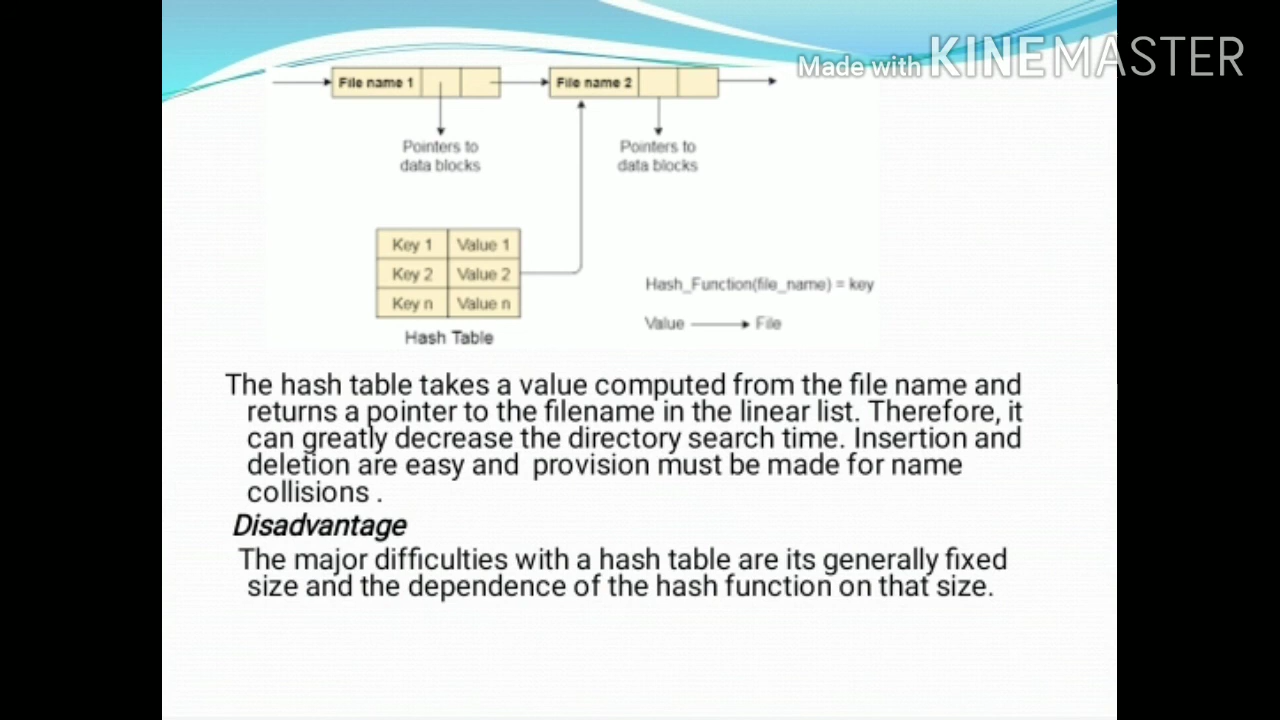 Made with KINEMASTER
File name 1
File name 2
Pointers to
data blocks
Pointers to
data blocks
Key 1 Value 1
Key 2 Value 2
Key n Value n
Hash Table
Hash_Function(file_name) = key
Value File
The hash table takes a value computed from the file name and
returns a pointer to the filename in the linear list. Therefore, it
can greatly decrease the directory search time. Insertion and
deletion are easy and provision must be made for name
collisions .
Disadvantage
The major difficulties with a hash table are its generally fixed
size and the dependence of the hash function on that size.